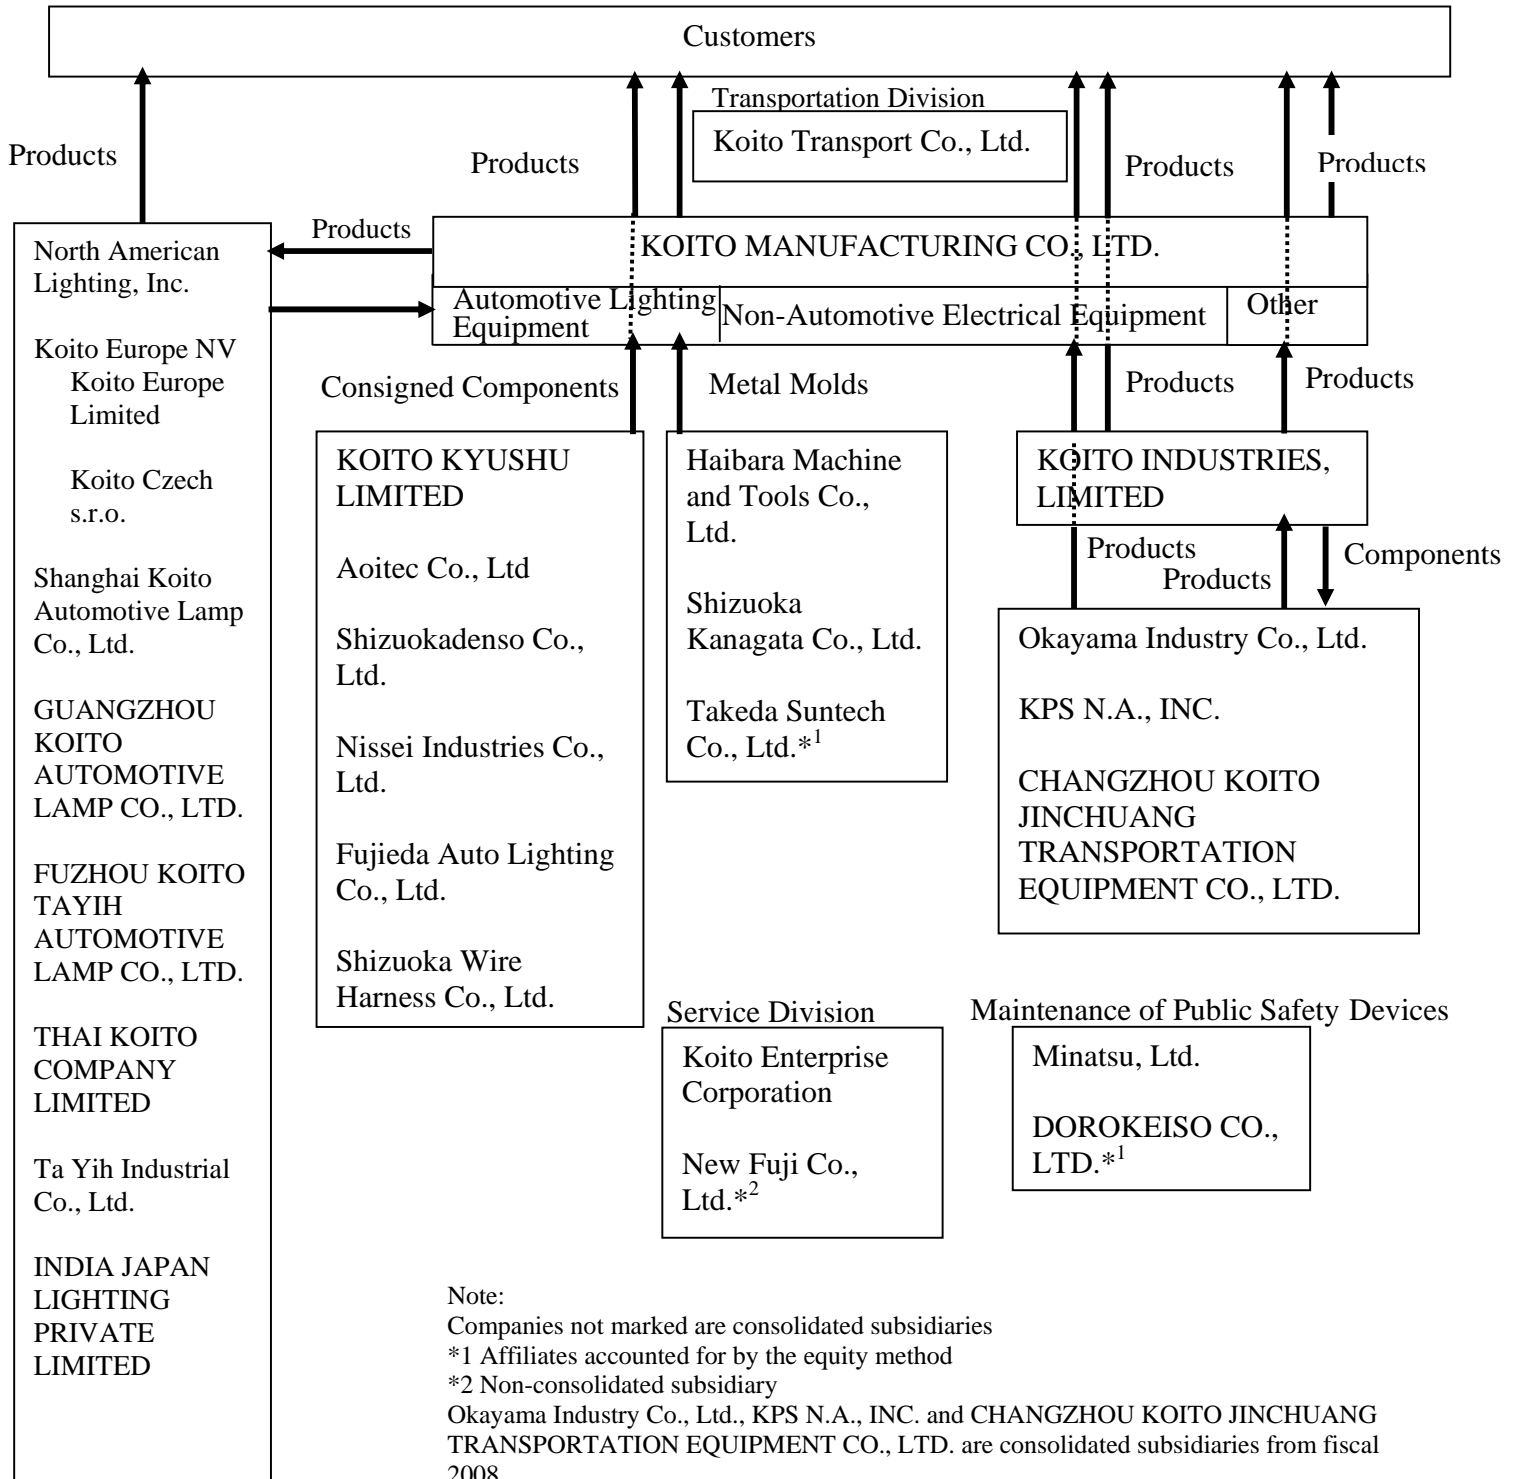 Customers
Transportation Division
Koito Transport Co., Ltd.
Products
Products
Products
Products
Products
KOITO MANUFACTURING CO., LTD.
Automotive Lighting
Equipment
Non-Automotive Electrical Equipment
Other
Consigned Components
Metal Molds
Products
Products
North American
Lighting, Inc.
Koito Europe NV
Koito Europe
Limited
Koito Czech
s.r.o.
Shanghai Koito
Automotive Lamp
Co., Ltd.
GUANGZHOU
KOITO
AUTOMOTIVE
LAMP CO., LTD.
FUZHOU KOITO
TAYIH
AUTOMOTIVE
LAMP CO., LTD.
THAI KOITO
COMPANY
LIMITED
Ta Yih Industrial
Co., Ltd.
INDIA JAPAN
LIGHTING
PRIVATE
LIMITED
KOITO KYUSHU
LIMITED
Aoitec Co., Ltd
Shizuokadenso Co.,
Ltd.
Nissei Industries Co.,
Ltd.
Fujieda Auto Lighting
Co., Ltd.
Shizuoka Wire
Harness Co., Ltd.
Haibara Machine
and Tools Co.,
Ltd.
Shizuoka
Kanagata Co., Ltd.
Takeda Suntech
Co., Ltd.*1
KOITO INDUSTRIES,
LIMITED
Products
Products
Components
Okayama Industry Co., Ltd.
KPS N.A., INC.
CHANGZHOU KOITO
JINCHUANG
TRANSPORTATION
EQUIPMENT CO., LTD.
Service Division
Koito Enterprise
Corporation
New Fuji Co.,
Ltd.*2
Maintenance of Public Safety Devices
Minatsu, Ltd.
DOROKEISO CO.,
LTD.*1
Note:
Companies not marked are consolidated subsidiaries
*1 Affiliates accounted for by the equity method
*2 Non-consolidated subsidiary
Okayama Industry Co., Ltd., KPS N.A., INC. and CHANGZHOU KOITO JINCHUANG
TRANSPORTATION EQUIPMENT CO., LTD. are consolidated subsidiaries from fiscal
2008